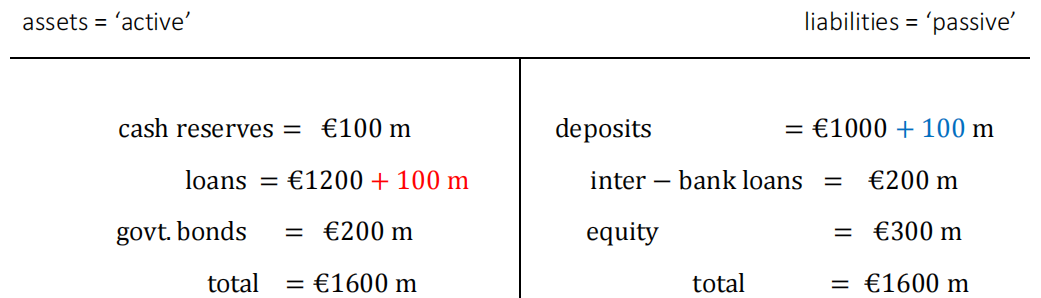 assets = ‘active’ liabilities = ‘passive’
cash reserves = €100 m deposits = €1000 + 100 m
loans = €1200 + 100 m inter − bank loans = €200 m
govt. bonds = €200 m equity = €300 m
total = €1600 m total = €1600 m